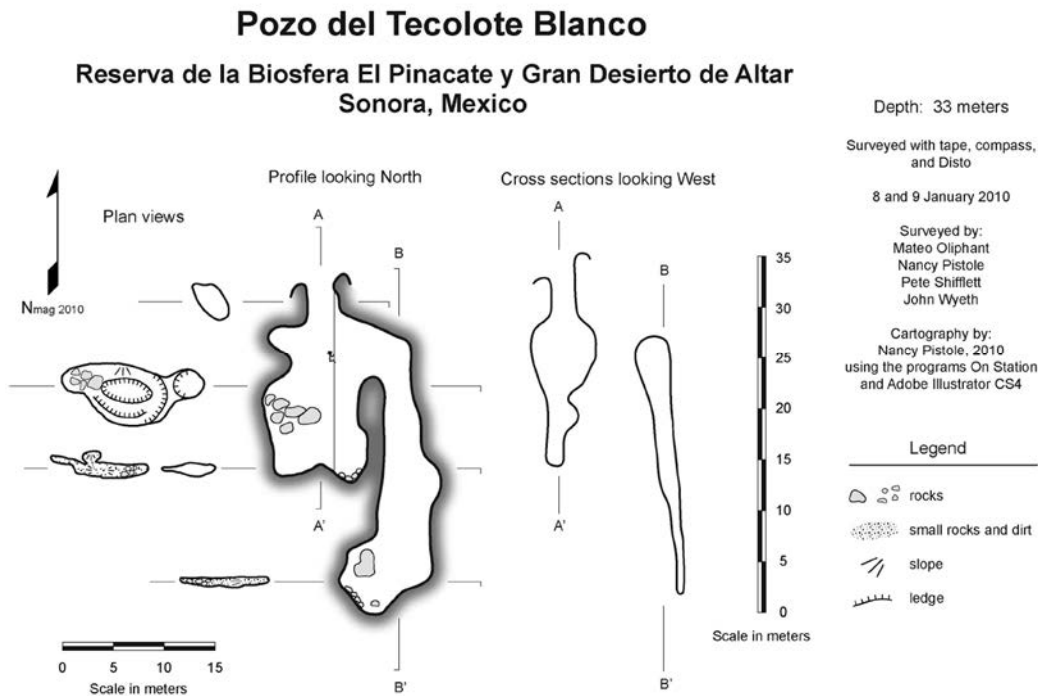 Pozo del Tecolote Blanco
Reserva de la Biosfera El Pinacate y Gran Desierto de Altar
Sonora, Mexico
Depth: 33 meters
Surveyed with tape, compass,
and Disto
8 and 9 January 2010
Surveyed by:
Mateo Oliphant
Nancy Pistole
Pete Shifflett
John Wyeth
Cartography by:
Nancy Pistole, 2010
using the programs On Station
and Adobe Illustrator CS4
Legend
rocks
small rocks and dirt
slope
ledge
Nmag 2010
Plan views
Profile looking North
A
B
A'
B'
Cross sections looking West
A
B
A'
B'
35
30
25
20
15
10
5
0
Scale in meters
0 5 10 15
Scale in meters